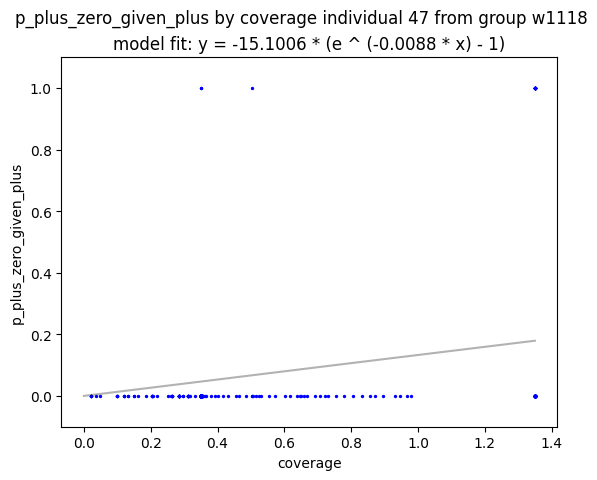 p_plus_zero_given_plus by coverage individual 47 from group w1118
model fit: y = -15.1006 * (e ^ (-0.0088 * x) - 1)
p_plus_zero_given_plus
1.0
0.8
0.6
0.4
0.2
0.0
0.0 0.2 0.4 0.6 0.8 1.0 1.2 1.4
coverage